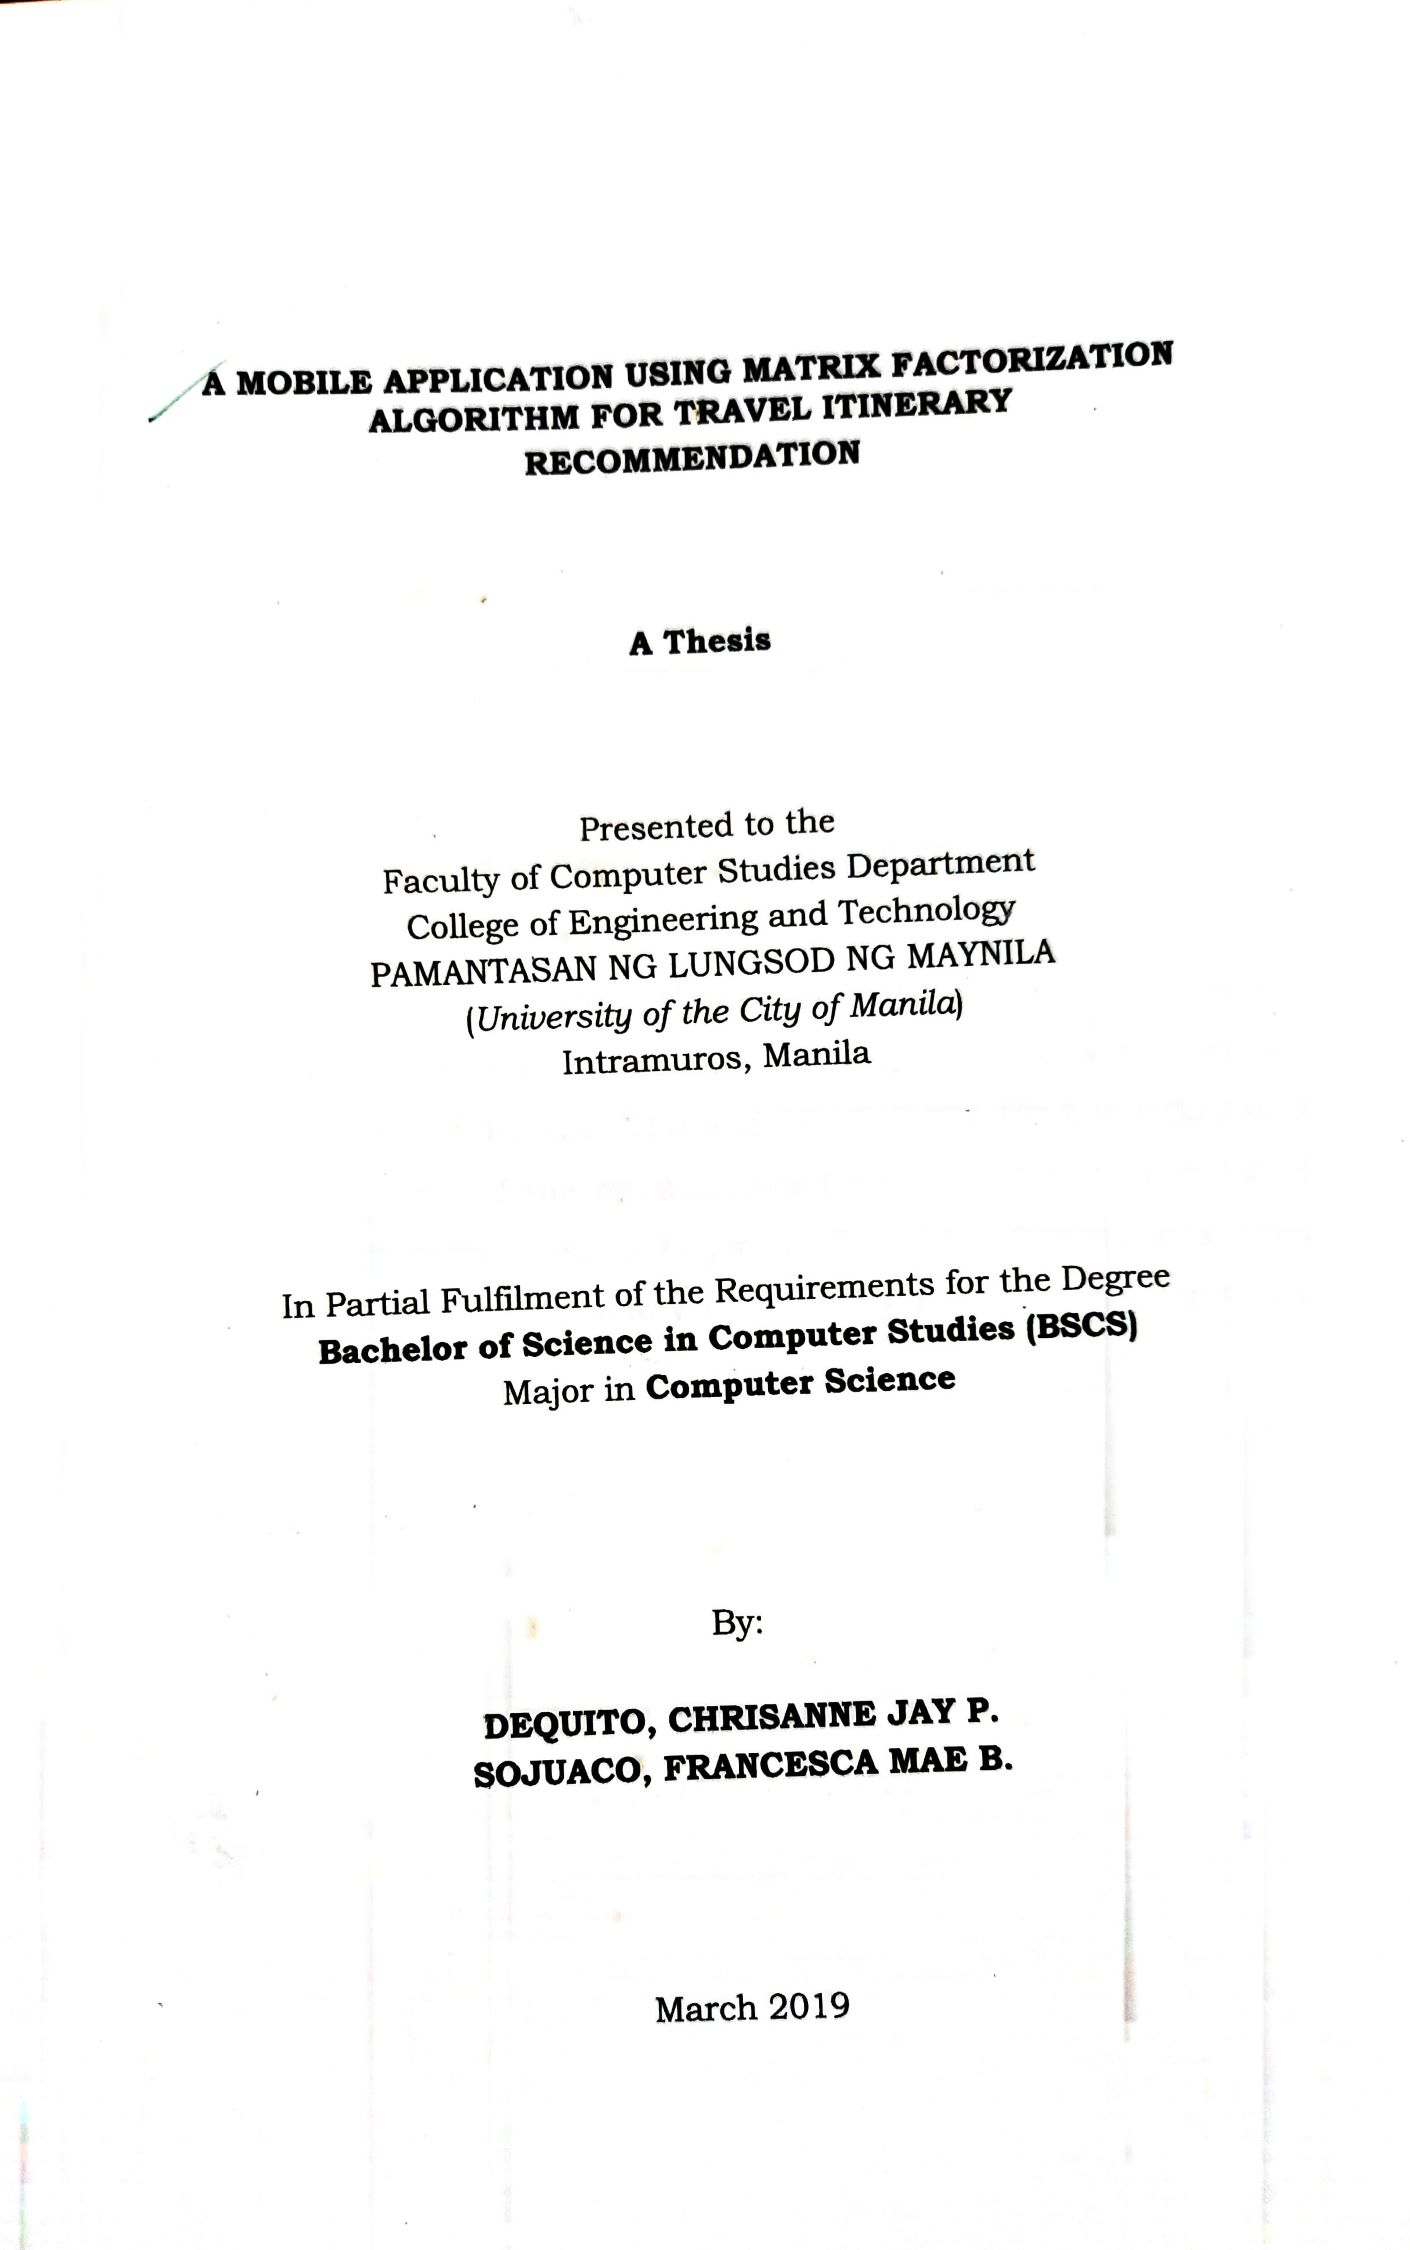 A MOBILE APPLICATION USING MATRIX FACTORIZATION
ALGORITHM FOR TRAVEL ITINERARY
RECOMMENDATION
A Thesis
Presented to the
Faculty of Computer Studies Department
College of Engineering and Technology
PAMANTASAN NG LUNGSOD NG MAYNILA
(University of the City of Manila)
Intramuros, Manila
In Partial Fulfilment of the Requirements for the Degree
Bachelor of Science in Computer Studies (BSCS)
Major in Computer Science
By:
DEQUITO, CHRISANNE JAY P.
SOJUACO, FRANCESCA MAE B.
March 2019